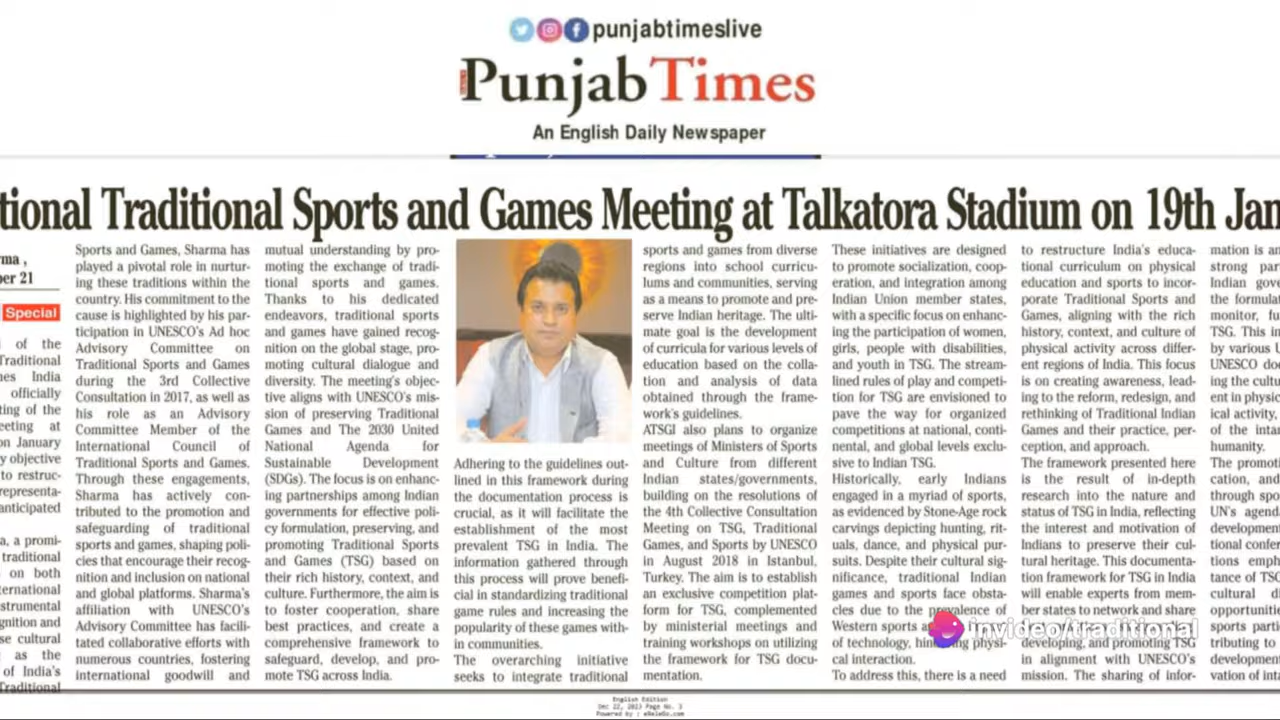 punjabtimeslive
DAILY
Punjab Times
An English Daily Newspaper
tional Traditional Sports and Games Meeting at Talkatora Stadium on 19th Jan
rma ,
ber 21
Special
of the
Traditional
nes India
officially
ting of the
eeting at
on January
y objective
to restruc-
representa-
anticipated
a, a promi-
traditional
on both
ternational
strumental
gnition and
se cultural
as the
of India's
Traditional
Sports and Games, Sharma has
played a pivotal role in nurtur-
ing these traditions within the
country. His commitment to the
cause is highlighted by his par-
ticipation in UNESCO's Ad hoc
Advisory Committee on
Traditional Sports and Games
during the 3rd Collective
Consultation in 2017, as well as
his role as an Advisory
Committee Member of the
International Council of
Traditional Sports and Games.
Through these engagements,
Sharma has actively con-
tributed to the promotion and
safeguarding of traditional
sports and games, shaping poli-
cies that encourage their recog-
nition and inclusion on national
and global platforms. Sharma's
affiliation with UNESCO's
Advisory Committee has facili-
tated collaborative efforts with
numerous countries, fostering
international goodwill and
mutual understanding by pro-
moting the exchange of tradi-
tional sports and games.
Thanks to his dedicated
endeavors, traditional sports
and games have gained recog-
nition on the global stage, pro-
moting cultural dialogue and
diversity. The meeting's objec-
tive aligns with UNESCO's mis-
sion of preserving Traditional
Games and The 2030 United
National Agenda for
Sustainable Development
(SDGs). The focus is on enhanc-
ing partnerships among Indian
governments for effective poli-
cy formulation, preserving, and
promoting Traditional Sports
and Games (TSG) based on
their rich history, context, and
culture. Furthermore, the aim is
to foster cooperation, share
best practices, and create a
comprehensive framework to
safeguard, develop, and pro-
mote TSG across India.
Adhering to the guidelines out-
lined in this framework during
the documentation process is
crucial, as it will facilitate the
establishment of the most
prevalent TSG in India. The
information gathered through
this process will prove benefi-
cial in standardizing traditional
game rules and increasing the
popularity of these games with-
in communities.
The overarching initiative
seeks to integrate traditional
sports and games from diverse
regions into school curricu-
lums and communities, serving
as a means to promote and pre-
serve Indian heritage. The ulti-
mate goal is the development
of curricula for various levels of
education based on the colla-
tion and analysis of data
obtained through the frame-
work's guidelines.
ATSGI also plans to organize
meetings of Ministers of Sports
and Culture from different
Indian states/governments,
building on the resolutions of
the 4th Collective Consultation
Meeting on TSG, Traditional
Games, and Sports by UNESCO
in August 2018 in Istanbul,
Turkey. The aim is to establish
an exclusive competition plat-
form for TSG, complemented
by ministerial meetings and
training workshops on utilizing
the framework for TSG docu-
mentation.
These initiatives are designed
to promote socialization, coop-
eration, and integration among
Indian Union member states,
with a specific focus on enhanc-
ing the participation of women,
girls, people with disabilities,
and youth in TSG. The stream-
lined rules of play and competi-
tion for TSG are envisioned to
pave the way for organized
competitions at national, conti-
nental, and global levels exclu-
sive to Indian TSG.
Historically, early Indians
engaged in a myriad of sports,
as evidenced by Stone-Age rock
carvings depicting hunting, rit-
uals, dance, and physical pur-
suits. Despite their cultural sig-
nificance, traditional Indian
games and sports face obsta-
cles due to the prevalence of
Western sports a
of technology, hindering physi-
cal interaction.
To address this, there is a need
to restructure India's educa-
tional curriculum on physical
education and sports to incor-
porate Traditional Sports and
Games, aligning with the rich
history, context, and culture of
physical activity across differ-
ent regions of India. This focus
is on creating awareness, lead-
ing to the reform, redesign, and
rethinking of Traditional Indian
Games and their practice, per-
ception, and approach.
The framework presented here
is the result of in-depth
research into the nature and
status of TSG in India, reflecting
the interest and motivation of
Indians to preserve their cul-
tural heritage. This documenta-
tion framework for TSG in India
will enable experts from mem-
ber states to network and share
developing, and promoting TSG
in alignment with UNESCO's
mission. The sharing of infor-
mation is an
strong par
Indian gov
the formula
monitor, fu
TSG. This in
by various U
UNESCO doc
ing the cultu
ent in physic
ical activity.
of the intan
humanity.
The promoti
cation, and
through spo
UN's agend
developmen
tional confer
tions emph
tance of TSC
cultural di
opportuniti
sports parti
tributing to
developmen
vation of inta
invideo/traditional
English Edition
Dec 22, 2023 Page No. 3
Powered by : eReleGo.com